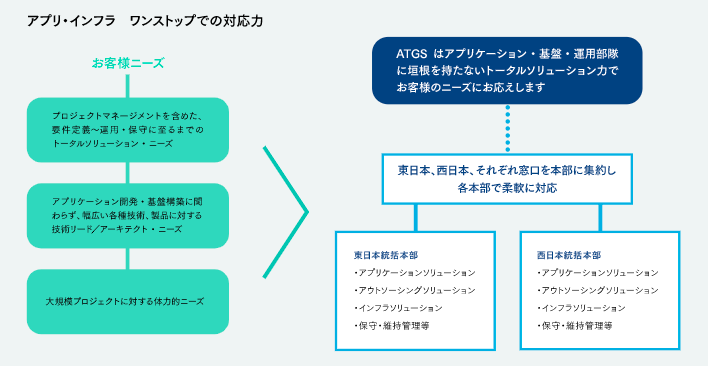 アプリ・インフラ　ワンストップでの対応力
お客様ニーズ
プロジェクトマネージメントを含めた、
要件定義～運用・保守に至るまでの
トータルソリューション・ニーズ
アプリケーション開発・基盤構築に関
わらず、幅広い各種技術、製品に対する
技術リード／アーキテクト・ニーズ
大規模プロジェクトに対する体力的ニーズ
ATGS はアプリケーション・基盤・運用部隊
に垣根を持たないトータルソリューション力で
お客様のニーズにお応えします
東日本、西日本、それぞれ窓口を本部に集約し
各本部で柔軟に対応
東日本統括本部
・アプリケーションソリューション
・アウトソーシングソリューション
・インフラソリューション
・保守・維持管理等
西日本統括本部
・アプリケーションソリューション
・アウトソーシングソリューション
・インフラソリューション
・保守・維持管理等